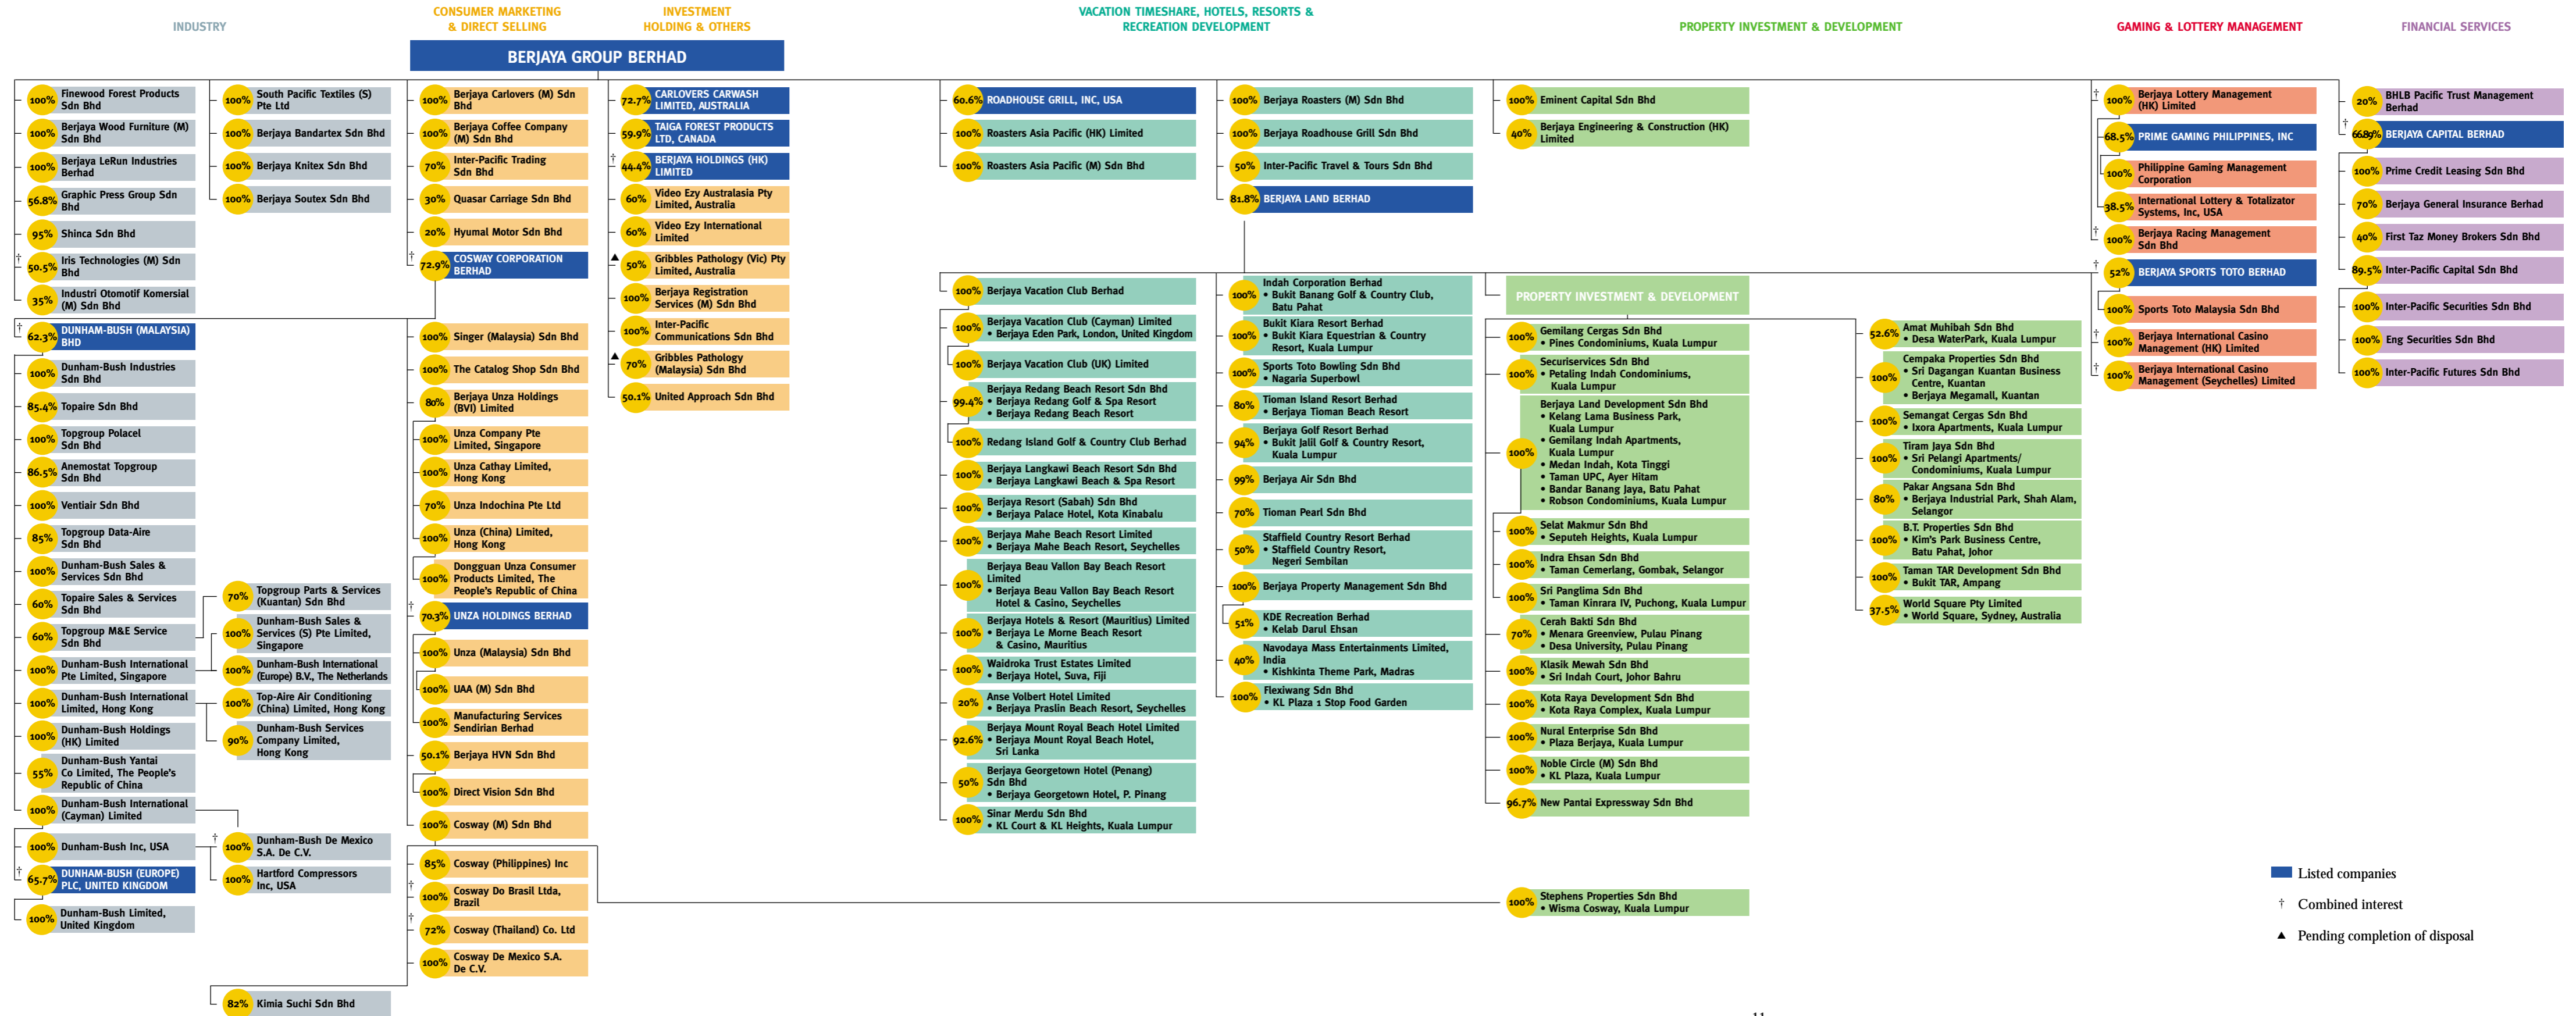 INDUSTRY
CONSUMER MARKETING
& DIRECT SELLING
INVESTMENT
HOLDING & OTHERS
VACATION TIMESHARE, HOTELS, RESORTS &
RECREATION DEVELOPMENT
PROPERTY INVESTMENT & DEVELOPMENT
GAMING & LOTTERY MANAGEMENT
FINANCIAL SERVICES
BERJAYA GROUP BERHAD
100% Finewood Forest Products
Sdn Bhd
100% Berjaya Wood Furniture (M)
Sdn Bhd
100% Berjaya LeRun Industries
Berhad
56.8% Graphic Press Group Sdn
Bhd
95% Shinca Sdn Bhd
†
50.5% Iris Technologies (M) Sdn
Bhd
35% Industri Otomotif Komersial
(M) Sdn Bhd
†
62.3% DUNHAM-BUSH (MALAYSIA)
BHD
100% Dunham-Bush Industries
Sdn Bhd
85.4% Topaire Sdn Bhd
100% Topgroup Polacel
Sdn Bhd
86.5% Anemostat Topgroup
Sdn Bhd
100% Ventiair Sdn Bhd
85% Topgroup Data-Aire
Sdn Bhd
100% Dunham-Bush Sales &
Services Sdn Bhd
60% Topaire Sales & Services
Sdn Bhd
60% Topgroup M&E Service
Sdn Bhd
100% Dunham-Bush International
Pte Limited, Singapore
100% Dunham-Bush International
Limited, Hong Kong
100% Dunham-Bush Holdings
(HK) Limited
55% Dunham-Bush Yantai
Co Limited, The People's
Republic of China
100% Dunham-Bush International
(Cayman) Limited
100% Dunham-Bush Inc, USA
†
65.7% DUNHAM-BUSH (EUROPE)
PLC, UNITED KINGDOM
100% Dunham-Bush Limited,
United Kingdom
100% South Pacific Textiles (S)
Pte Ltd
100% Berjaya Bandartex Sdn Bhd
100% Berjaya Knitex Sdn Bhd
100% Berjaya Soutex Sdn Bhd
70% Topgroup Parts & Services
(Kuantan) Sdn Bhd
100% Dunham-Bush Sales &
Services (S) Pte Limited,
Singapore
100% Dunham-Bush International
(Europe) B.V., The Netherlands
100% Top-Aire Air Conditioning
(China) Limited, Hong Kong
90% Dunham-Bush Services
Company Limited,
Hong Kong
†
100% Dunham-Bush De Mexico
S.A. De C.V.
100% Hartford Compressors
Inc, USA
82% Kimia Suchi Sdn Bhd
100% Berjaya Carlovers (M) Sdn
Bhd
100% Berjaya Coffee Company
(M) Sdn Bhd
70% Inter-Pacific Trading
Sdn Bhd
30% Quasar Carriage Sdn Bhd
20% Hyumal Motor Sdn Bhd
†
72.9% COSWAY CORPORATION
BERHAD
100% Singer (Malaysia) Sdn Bhd
100% The Catalog Shop Sdn Bhd
80% Berjaya Unza Holdings
(BVI) Limited
100% Unza Company Pte
Limited, Singapore
100% Unza Cathay Limited,
Hong Kong
70% Unza Indochina Pte Ltd
100% Unza (China) Limited,
Hong Kong
100% Dongguan Unza Consumer
Products Limited, The
People's Republic of China
†
70.3% UNZA HOLDINGS BERHAD
100% Unza (Malaysia) Sdn Bhd
100% UAA (M) Sdn Bhd
100% Manufacturing Services
Sendirian Berhad
50.1% Berjaya HVN Sdn Bhd
100% Direct Vision Sdn Bhd
100% Cosway (M) Sdn Bhd
85% Cosway (Philippines) Inc
†
100% Cosway Do Brasil Ltda,
Brazil
†
72% Cosway (Thailand) Co. Ltd
100% Cosway De Mexico S.A.
De C.V.
72.7% CARLOVERS CARWASH
LIMITED, AUSTRALIA
59.9% TAIGA FOREST PRODUCTS
LTD, CANADA
†
44.4% BERJAYA HOLDINGS (HK)
LIMITED
60% Video Ezy Australasia Pty
Limited, Australia
60% Video Ezy International
Limited
▲
50% Gribbles Pathology (Vic) Pty
Limited, Australia
100% Berjaya Registration
Services (M) Sdn Bhd
100% Inter-Pacific
Communications Sdn Bhd
▲
70% Gribbles Pathology
(Malaysia) Sdn Bhd
50.1% United Approach Sdn Bhd
60.6% ROADHOUSE GRILL, INC, USA
100% Roasters Asia Pacific (HK) Limited
100% Roasters Asia Pacific (M) Sdn Bhd
100% Berjaya Vacation Club Berhad
100% Berjaya Vacation Club (Cayman) Limited
• Berjaya Eden Park, London, United Kingdom
100% Berjaya Vacation Club (UK) Limited
99.4% Berjaya Redang Beach Resort Sdn Bhd
• Berjaya Redang Golf & Spa Resort
• Berjaya Redang Beach Resort
100% Redang Island Golf & Country Club Berhad
100% Berjaya Langkawi Beach Resort Sdn Bhd
• Berjaya Langkawi Beach & Spa Resort
100% Berjaya Resort (Sabah) Sdn Bhd
• Berjaya Palace Hotel, Kota Kinabalu
100% Berjaya Mahe Beach Resort Limited
• Berjaya Mahe Beach Resort, Seychelles
100% Berjaya Beau Vallon Bay Beach Resort
Limited
• Berjaya Beau Vallon Bay Beach Resort
Hotel & Casino, Seychelles
100% Berjaya Hotels & Resort (Mauritius) Limited
• Berjaya Le Morne Beach Resort
& Casino, Mauritius
100% Waidroka Trust Estates Limited
• Berjaya Hotel, Suva, Fiji
20% Anse Volbert Hotel Limited
• Berjaya Praslin Beach Resort, Seychelles
92.6% Berjaya Mount Royal Beach Hotel Limited
• Berjaya Mount Royal Beach Hotel,
Sri Lanka
50% Berjaya Georgetown Hotel (Penang)
Sdn Bhd
• Berjaya Georgetown Hotel, P. Pinang
100% Sinar Merdu Sdn Bhd
• KL Court & KL Heights, Kuala Lumpur
100% Berjaya Roasters (M) Sdn Bhd
100% Berjaya Roadhouse Grill Sdn Bhd
50% Inter-Pacific Travel & Tours Sdn Bhd
81.8% BERJAYA LAND BERHAD
100% Indah Corporation Berhad
• Bukit Banang Golf & Country Club,
Batu Pahat
100% Bukit Kiara Resort Berhad
• Bukit Kiara Equestrian & Country
Resort, Kuala Lumpur
100% Sports Toto Bowling Sdn Bhd
• Nagaria Superbowl
80% Tioman Island Resort Berhad
• Berjaya Tioman Beach Resort
94% Berjaya Golf Resort Berhad
• Bukit Jalil Golf & Country Resort,
Kuala Lumpur
99% Berjaya Air Sdn Bhd
70% Tioman Pearl Sdn Bhd
50% Staffield Country Resort Berhad
• Staffield Country Resort,
Negeri Sembilan
100% Berjaya Property Management Sdn Bhd
51% KDE Recreation Berhad
• Kelab Darul Ehsan
40% Navodaya Mass Entertainments Limited,
India
• Kishkinta Theme Park, Madras
100% Flexiwang Sdn Bhd
• KL Plaza 1 Stop Food Garden
100% Eminent Capital Sdn Bhd
40% Berjaya Engineering & Construction (HK)
Limited
PROPERTY INVESTMENT & DEVELOPMENT
100% Gemilang Cergas Sdn Bhd
• Pines Condominiums, Kuala Lumpur
100% Securiservices Sdn Bhd
• Petaling Indah Condominiums,
Kuala Lumpur
100% Berjaya Land Development Sdn Bhd
• Kelang Lama Business Park,
Kuala Lumpur
• Gemilang Indah Apartments,
Kuala Lumpur
• Medan Indah, Kota Tinggi
• Taman UPC, Ayer Hitam
• Bandar Banang Jaya, Batu Pahat
• Robson Condominiums, Kuala Lumpur
100% Selat Makmur Sdn Bhd
• Seputeh Heights, Kuala Lumpur
100% Indra Ehsan Sdn Bhd
• Taman Cemerlang, Gombak, Selangor
100% Sri Panglima Sdn Bhd
• Taman Kinrara IV, Puchong, Kuala Lumpur
70% Cerah Bakti Sdn Bhd
• Menara Greenview, Pulau Pinang
• Desa University, Pulau Pinang
100% Klasik Mewah Sdn Bhd
• Sri Indah Court, Johor Bahru
100% Kota Raya Development Sdn Bhd
• Kota Raya Complex, Kuala Lumpur
100% Nural Enterprise Sdn Bhd
• Plaza Berjaya, Kuala Lumpur
100% Noble Circle (M) Sdn Bhd
• KL Plaza, Kuala Lumpur
96.7% New Pantai Expressway Sdn Bhd
100% Stephens Properties Sdn Bhd
• Wisma Cosway, Kuala Lumpur
52.6% Amat Muhibah Sdn Bhd
• Desa WaterPark, Kuala Lumpur
100% Cempaka Properties Sdn Bhd
• Sri Dagangan Kuantan Business
Centre, Kuantan
• Berjaya Megamall, Kuantan
100% Semangat Cergas Sdn Bhd
• Ixora Apartments, Kuala Lumpur
100% Tiram Jaya Sdn Bhd
• Sri Pelangi Apartments/
Condominiums, Kuala Lumpur
80% Pakar Angsana Sdn Bhd
• Berjaya Industrial Park, Shah Alam,
Selangor
100% B.T. Properties Sdn Bhd
• Kim's Park Business Centre,
Batu Pahat, Johor
100% Taman TAR Development Sdn Bhd
• Bukit TAR, Ampang
37.5% World Square Pty Limited
• World Square, Sydney, Australia
†
100% Berjaya Lottery Management
(HK) Limited
68.5% PRIME GAMING PHILIPPINES, INC
100% Philippine Gaming Management
Corporation
38.5% International Lottery & Totalizator
Systems, Inc, USA
†
100% Berjaya Racing Management
Sdn Bhd
†
52% BERJAYA SPORTS TOTO BERHAD
100% Sports Toto Malaysia Sdn Bhd
†
100% Berjaya International Casino
Management (HK) Limited
†
100% Berjaya International Casino
Management (Seychelles) Limited
20% BHLB Pacific Trust Management
Berhad
†
BERJAYA CAPITAL BERHAD
100% Prime Credit Leasing Sdn Bhd
70% Berjaya General Insurance Berhad
40% First Taz Money Brokers Sdn Bhd
89.5% Inter-Pacific Capital Sdn Bhd
100% Inter-Pacific Securities Sdn Bhd
100% Eng Securities Sdn Bhd
100% Inter-Pacific Futures Sdn Bhd
Listed companies
† Combined interest
▲ Pending completion of disposal